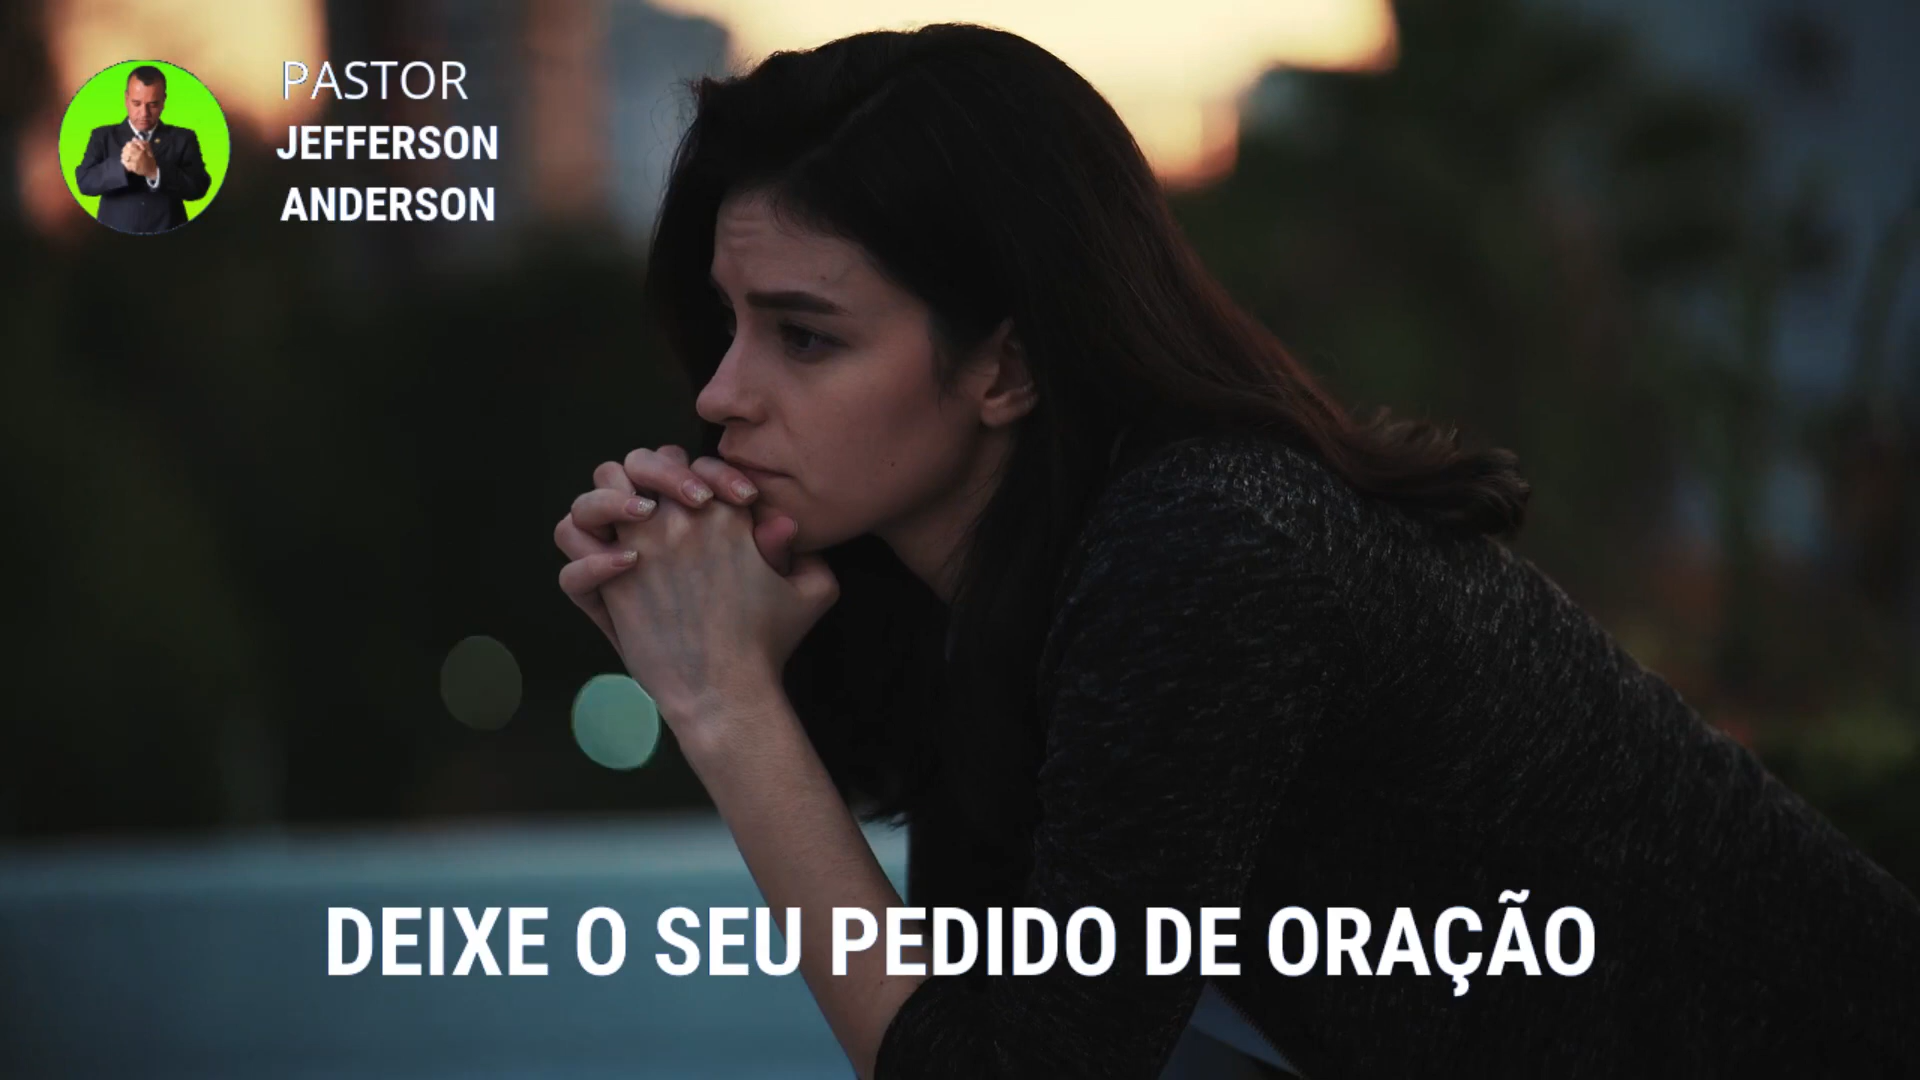 PASTOR
JEFFERSON
ANDERSON
DEIXE O SEU PEDIDO DE ORAÇÃO